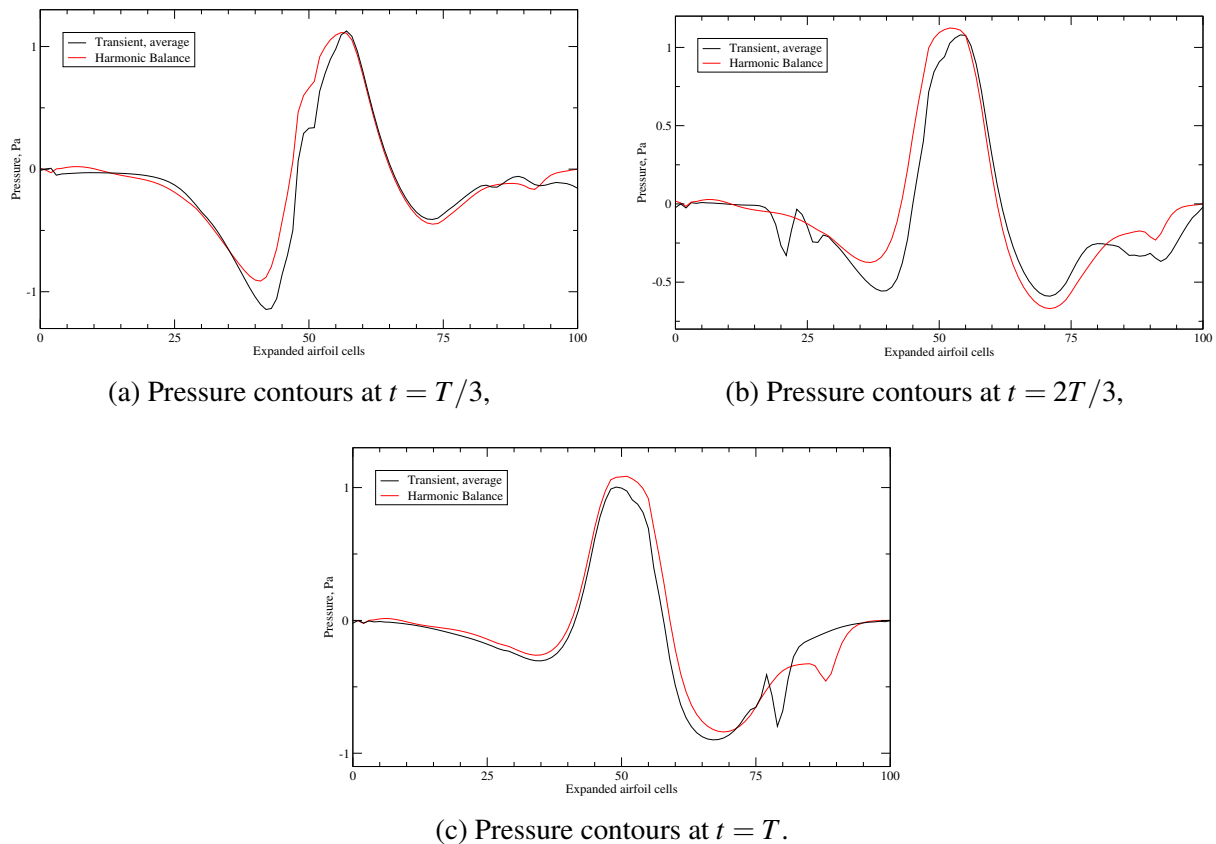 Transient, average
Harmonic Balance
Pressure, Pa
1
0
-1
0
25
50
75
100
Expanded airfoil cells
(a) Pressure contours at t = T/3,
Transient, average
Harmonic Balance
Pressure, Pa
1
0.5
0
-0.5
0
25
50
75
100
Expanded airfoil cells
(b) Pressure contours at t = 2T/3,
Transient, average
Harmonic Balance
Pressure, Pa
1
0
-1
0
25
50
75
100
Expanded airfoil cells
(c) Pressure contours at t = T.